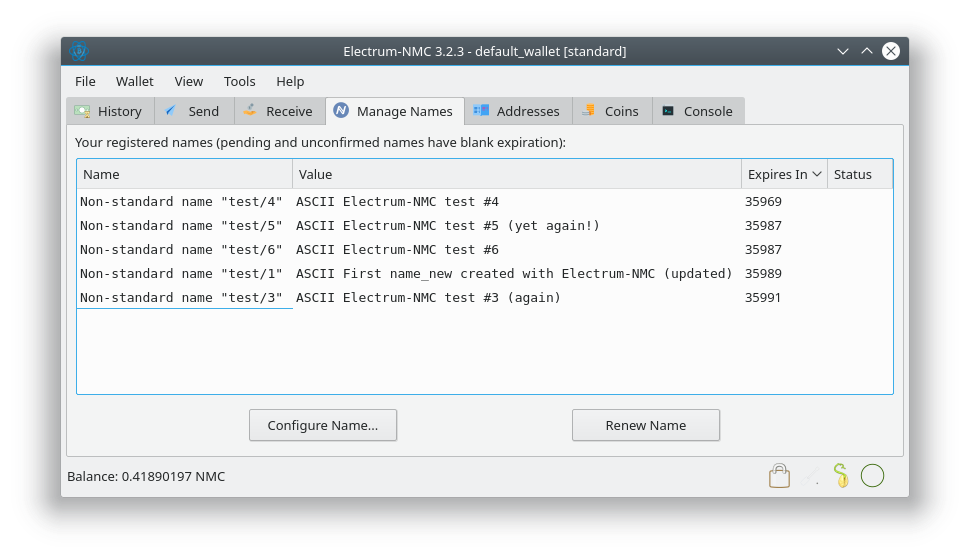 Electrum-NMC 3.2.3 - default_wallet [standard]
File Wallet View Tools Help
History Send Receive Manage Names Addresses Coins Console
Your registered names (pending and unconfirmed names have blank expiration):
Name Value Expires In Status
Non-standard name "test/4" ASCII Electrum-NMC test #4 35969
Non-standard name "test/5" ASCII Electrum-NMC test #5 (yet again!) 35987
Non-standard name "test/6" ASCII Electrum-NMC test #6 35987
Non-standard name "test/1" ASCII First name_new created with Electrum-NMC (updated) 35989
Non-standard name "test/3" ASCII Electrum-NMC test #3 (again) 35991
Configure Name... Renew Name
Balance: 0.41890197 NMC